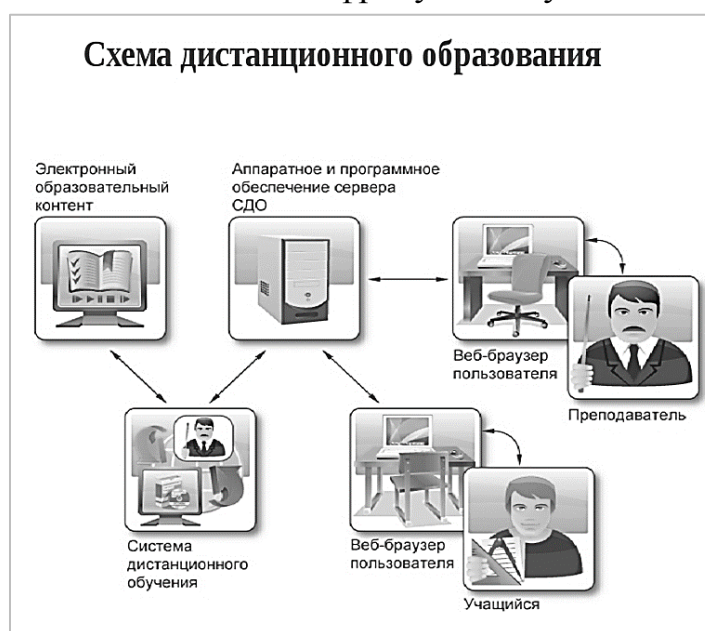 Схема дистанционного образования
Электронный
образовательный
контент
Аппаратное и программное
обеспечение сервера
СДО
Веб-браузер
пользователя
Преподаватель
Система
дистанционного
обучения
Веб-браузер
пользователя
Учащийся